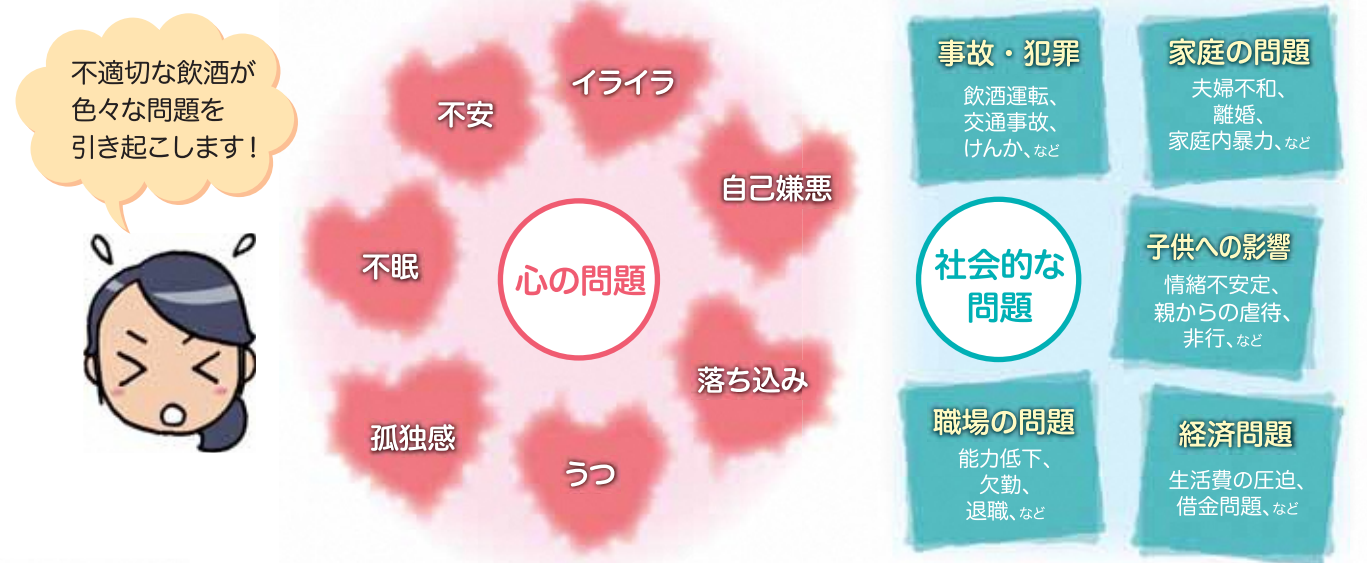 不適切な飲酒が
色々な問題を
引き起こします！
心の問題
イライラ
不安
自己嫌悪
不眠
落ち込み
孤独感
うつ
社会的な
問題
事故・犯罪
飲酒運転、
交通事故、
けんか、など
家庭の問題
夫婦不和、
離婚、
家庭内暴力、など
子供への影響
情緒不安定、
親からの虐待、
非行、など
職場の問題
能力低下、
欠勤、
退職、など
経済問題
生活費の圧迫、
借金問題、など